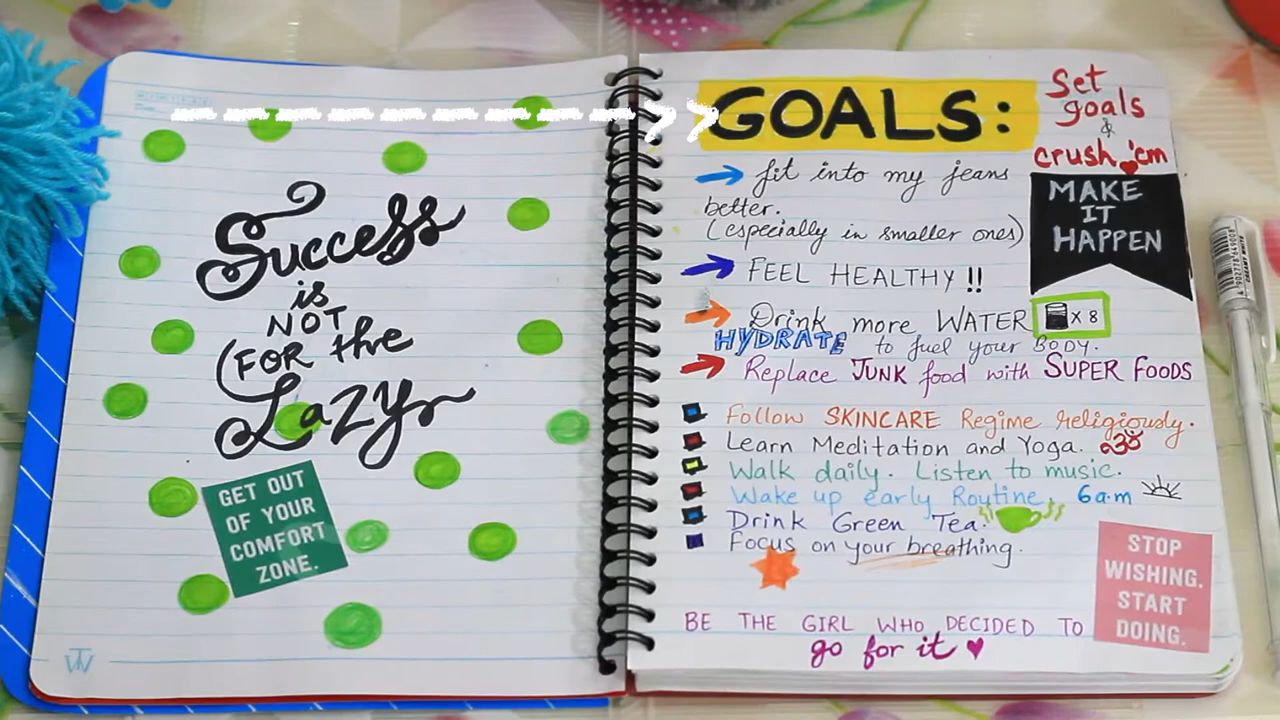 Success
is
NOT
(FOR the
LaZY
GET OUT
OF YOUR
COMFORT
ZONE.
GOALS:
Set
goals
&
crush 'em
MAKE
IT
HAPPEN
fit into my jeans
better.
(especially in smaller ones)
FEEL HEALTHY !!
Drink more WATER x 8
HYDRATE to fuel your BODY.
Replace JUNK food with SUPER FOODS
Follow SKINCARE Regime religiously.
Learn Meditation and Yoga. ॐ
Walk daily. Listen to music.
Wake up early Routine, 6am
Drink Green Tea.
Focus on your breathing.
STOP
WISHING.
START
DOING.
BE THE GIRL WHO DECIDED TO
go for it ♥